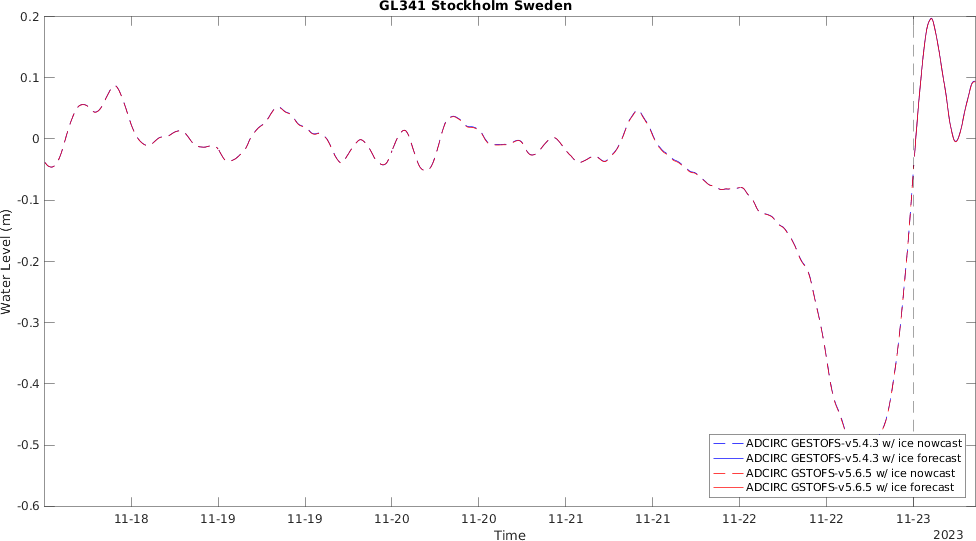 GL341 Stockholm Sweden
0.2
0.1
0
-0.1
-0.2
-0.3
-0.4
-0.5
-0.6
Water Level (m)
ADCIRC GESTOFS-v5.4.3 w/ ice nowcast
ADCIRC GESTOFS-v5.4.3 w/ ice forecast
ADCIRC GSTOFS-v5.6.5 w/ ice nowcast
ADCIRC GSTOFS-v5.6.5 w/ ice forecast
11-18 11-19 11-19 11-20 11-20 11-21 11-21 11-22 11-22 11-23
Time
2023